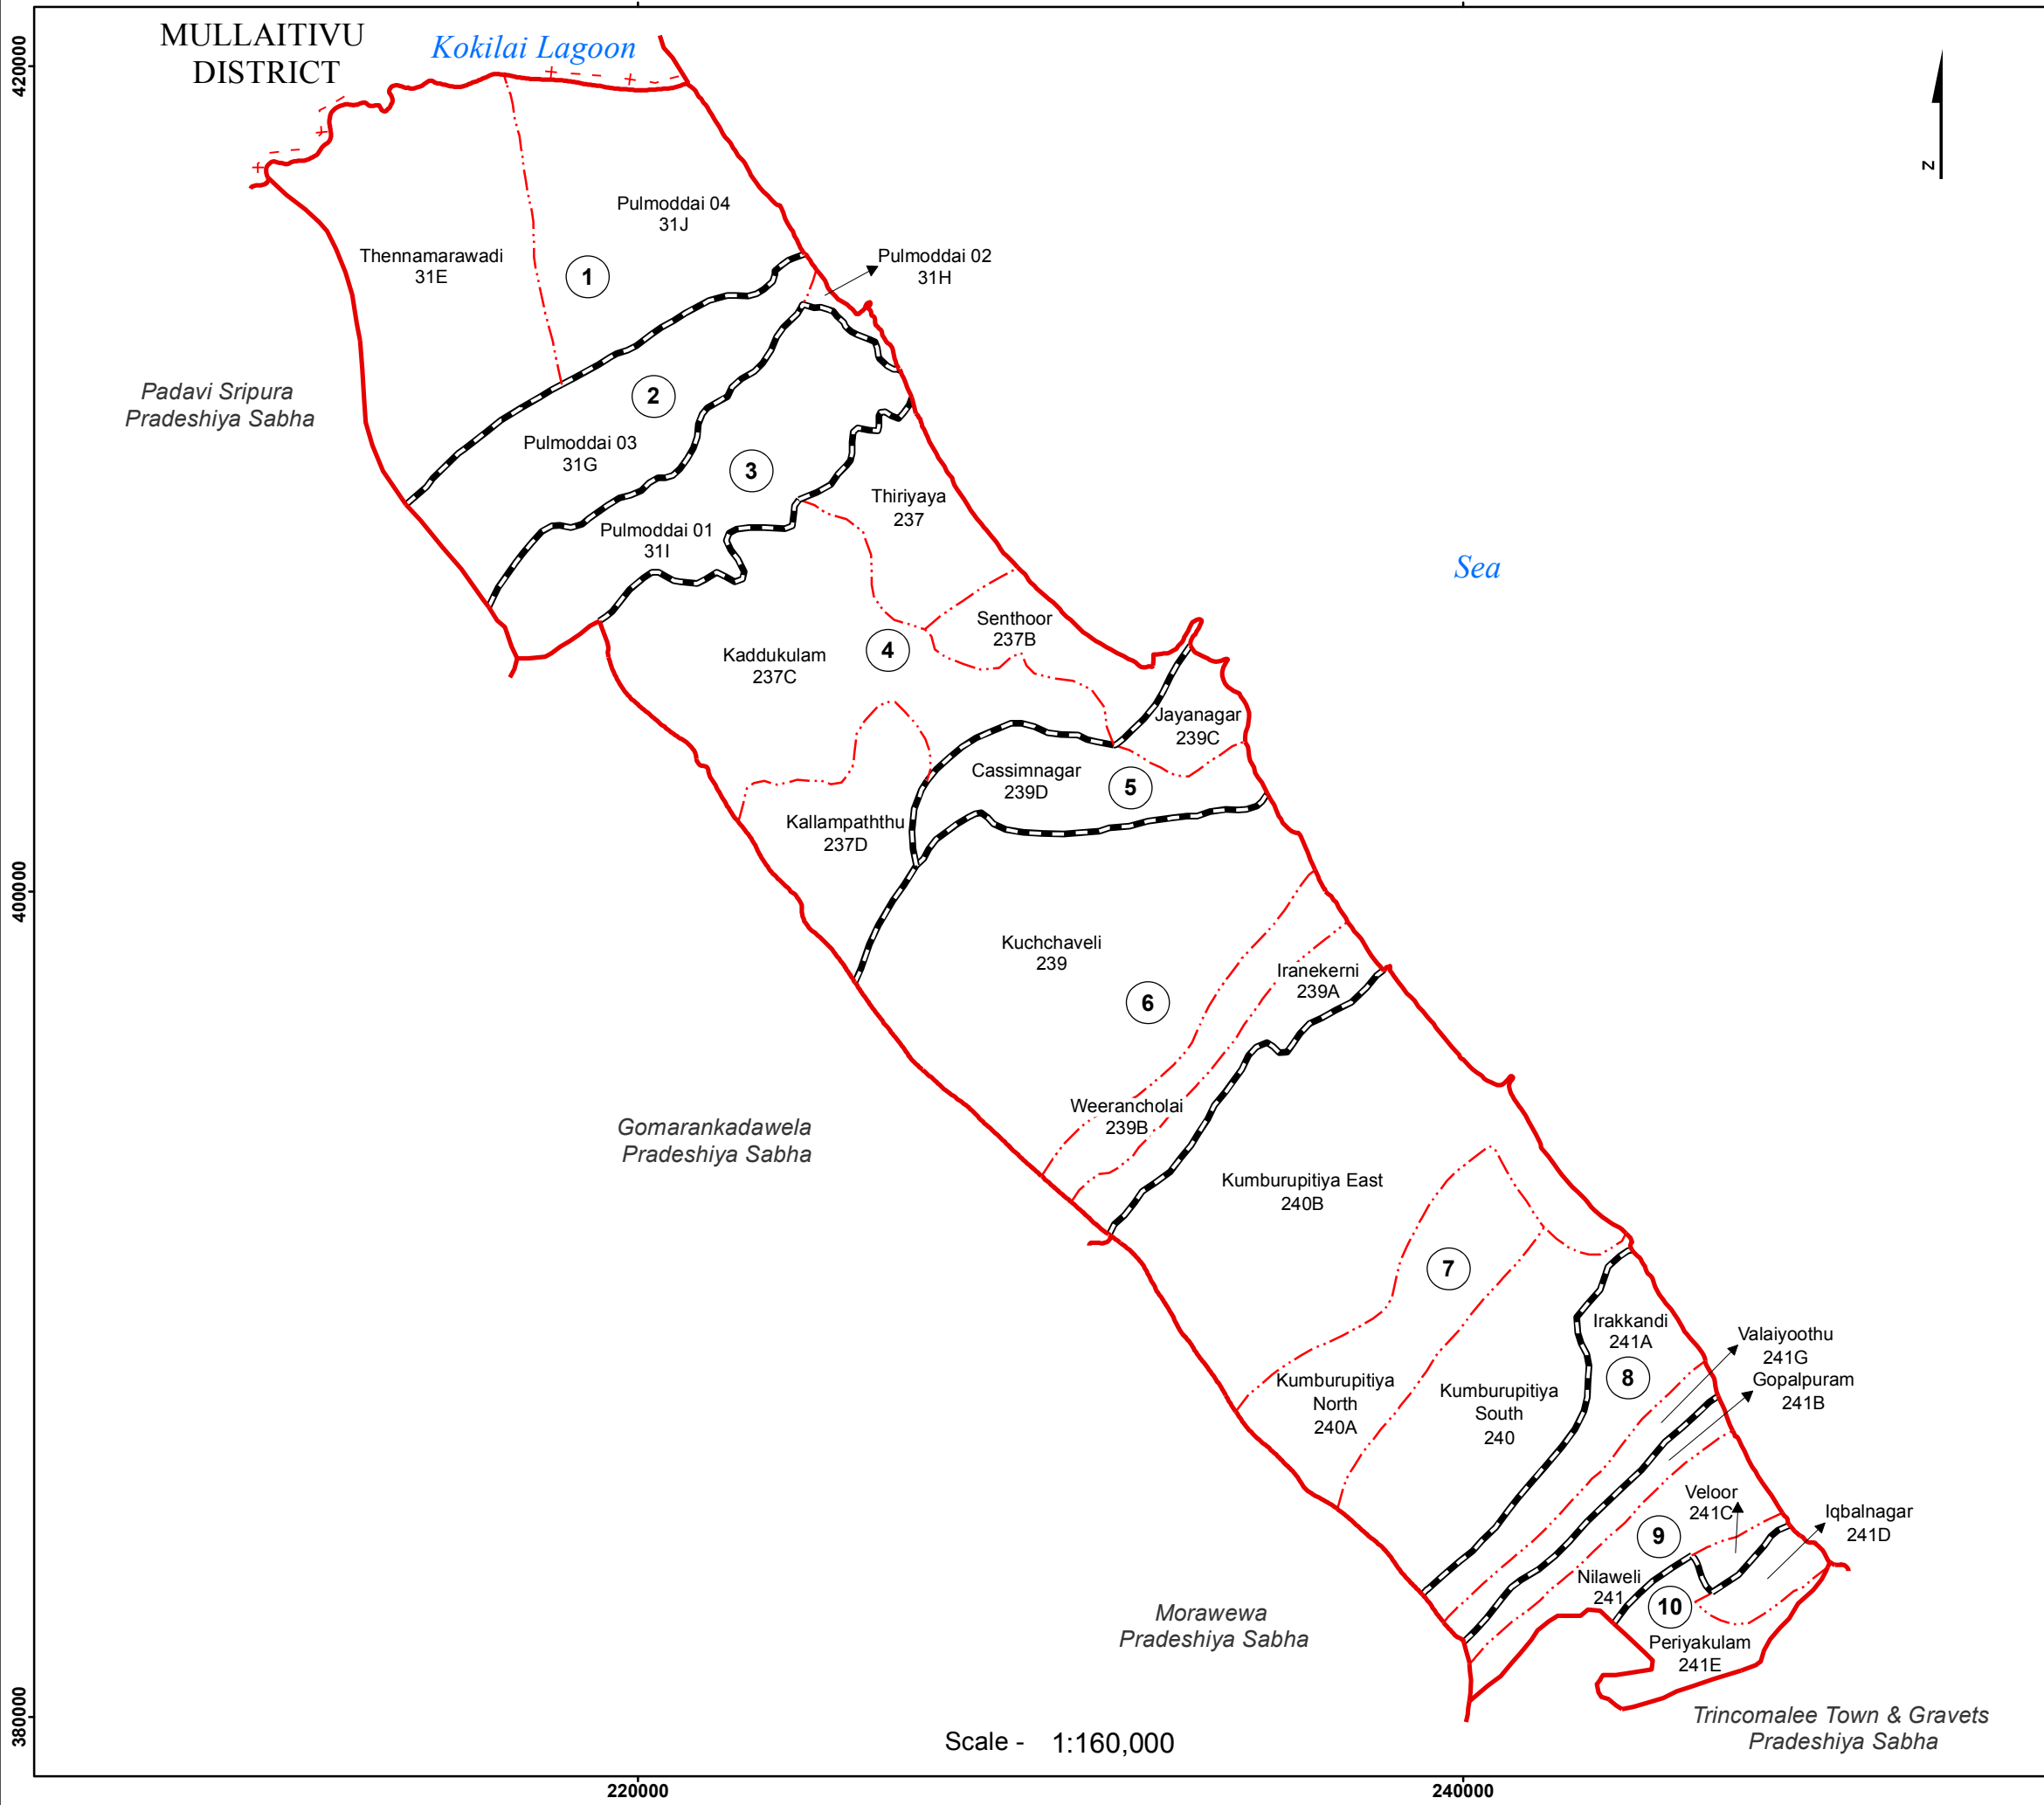 MULLAITIVU
DISTRICT
Kokilai Lagoon
420000
Z
Pulmoddai 04
31J
Thennamarawadi
31E
1
Pulmoddai 02
31H
Padavi Sripura
Pradeshiya Sabha
2
Pulmoddai 03
31G
3
Thiriyaya
237
Pulmoddai 01
31I
Sea
Senthoor
237B
4
Kaddukulam
237C
Jayanagar
239C
Cassimnagar
239D
5
Kallampaththu
237D
400000
Kuchchaveli
239
Iranekerni
239A
6
Weerancholai
239B
Gomarankadawela
Pradeshiya Sabha
Kumburupitiya East
240B
7
Irakkandi
241A
Valaiyoothu
241G
8
Gopalpuram
241B
Kumburupitiya
North
240A
Kumburupitiya
South
240
Veloor
241C
Iqbalnagar
241D
9
Nilaweli
241
10
Periyakulam
241E
Morawewa
Pradeshiya Sabha
Trincomalee Town & Gravets
Pradeshiya Sabha
380000
Scale - 1:160,000
220000
240000